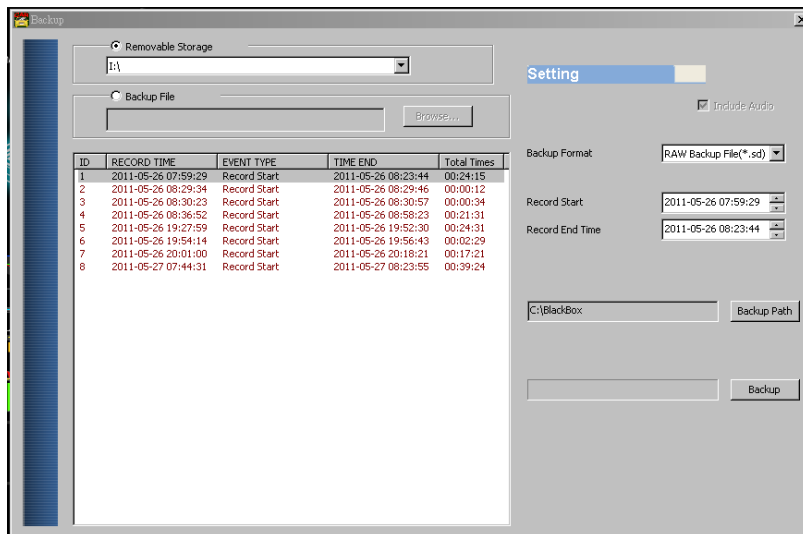 Backup
Removable Storage
I:\
Backup File
Browse...
ID RECORD TIME EVENT TYPE TIME END Total Times
1 2011-05-26 07:59:29 Record Start 2011-05-26 08:23:44 00:24:15
2 2011-05-26 08:29:34 Record Start 2011-05-26 08:29:46 00:00:12
3 2011-05-26 08:30:23 Record Start 2011-05-26 08:30:57 00:00:34
4 2011-05-26 08:36:52 Record Start 2011-05-26 08:58:23 00:21:31
5 2011-05-26 19:27:59 Record Start 2011-05-26 19:52:30 00:24:31
6 2011-05-26 19:54:14 Record Start 2011-05-26 19:56:43 00:02:29
7 2011-05-26 20:01:00 Record Start 2011-05-26 20:18:21 00:17:21
8 2011-05-27 07:44:31 Record Start 2011-05-27 08:23:55 00:39:24
Setting
Include Audio
Backup Format RAW Backup File(*.sd)
Record Start 2011-05-26 07:59:29
Record End Time 2011-05-26 08:23:44
C:\BlackBox Backup Path
Backup